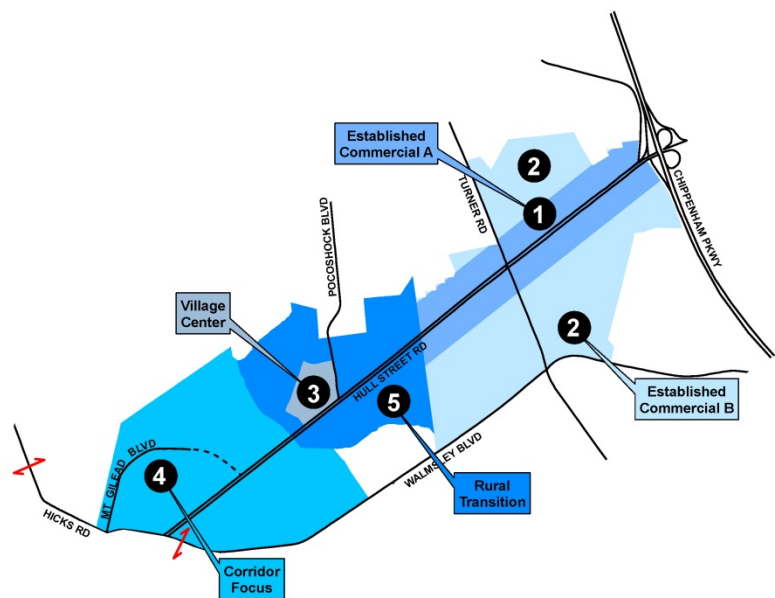 Established
Commercial A
2
1
TURNER RD
CHIPPENHAM PKWY
POCOSHOCK BLVD
Village
Center
2
HULL STREET RD
3
5
Established
Commercial B
MT GILEAD BLVD
4
WALMSLEY BLVD
Rural
Transition
HICKS RD
Corridor
Focus